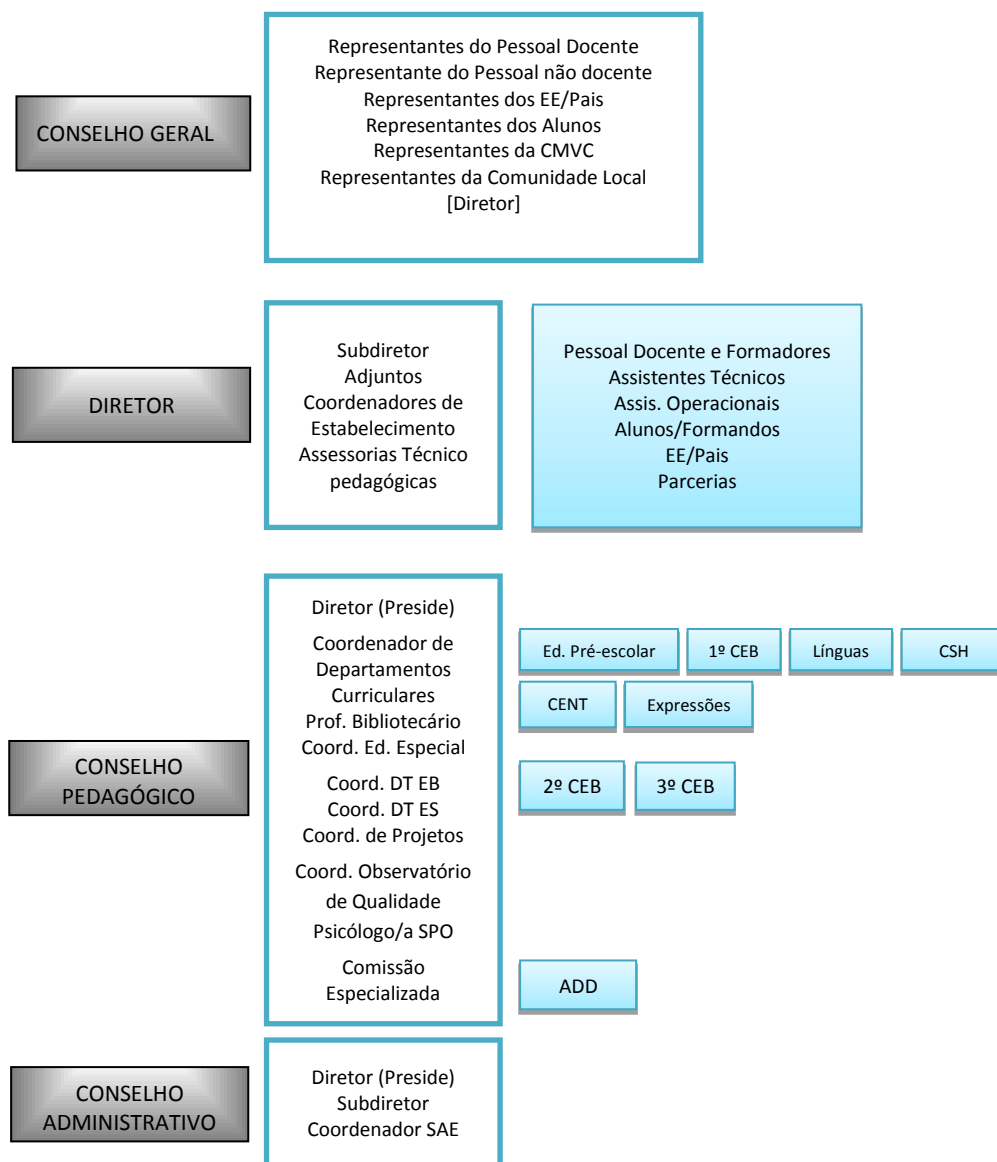 CONSELHO GERAL
Representantes do Pessoal Docente
Representante do Pessoal não docente
Representantes dos EE/Pais
Representantes dos Alunos
Representantes da CMVC
Representantes da Comunidade Local
[Diretor]
DIRETOR
Subdiretor
Adjuntos
Coordenadores de
Estabelecimento
Assessorias Técnico
pedagógicas
Pessoal Docente e Formadores
Assistentes Técnicos
Assis. Operacionais
Alunos/Formandos
EE/Pais
Parcerias
CONSELHO
PEDAGÓGICO
Diretor (Preside)
Coordenador de
Departamentos
Curriculares
Prof. Bibliotecário
Coord. Ed. Especial
Coord. DT EB
Coord. DT ES
Coord. de Projetos
Coord. Observatório
de Qualidade
Psicólogo/a SPO
Comissão
Especializada
Ed. Pré-escolar
1º CEB
Línguas
CSH
CENT
Expressões
2º CEB
3º CEB
ADD
CONSELHO
ADMINISTRATIVO
Diretor (Preside)
Subdiretor
Coordenador SAE